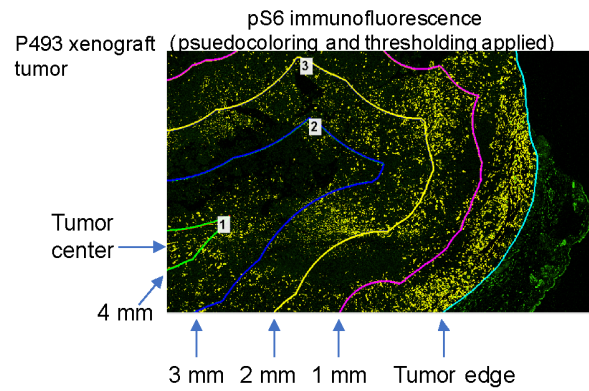 pS6 immunofluorescence
P493 xenograft (psuedocoloring and thresholding applied)
tumor
3
2
1
Tumor
center
4 mm
3 mm 2 mm 1 mm Tumor edge